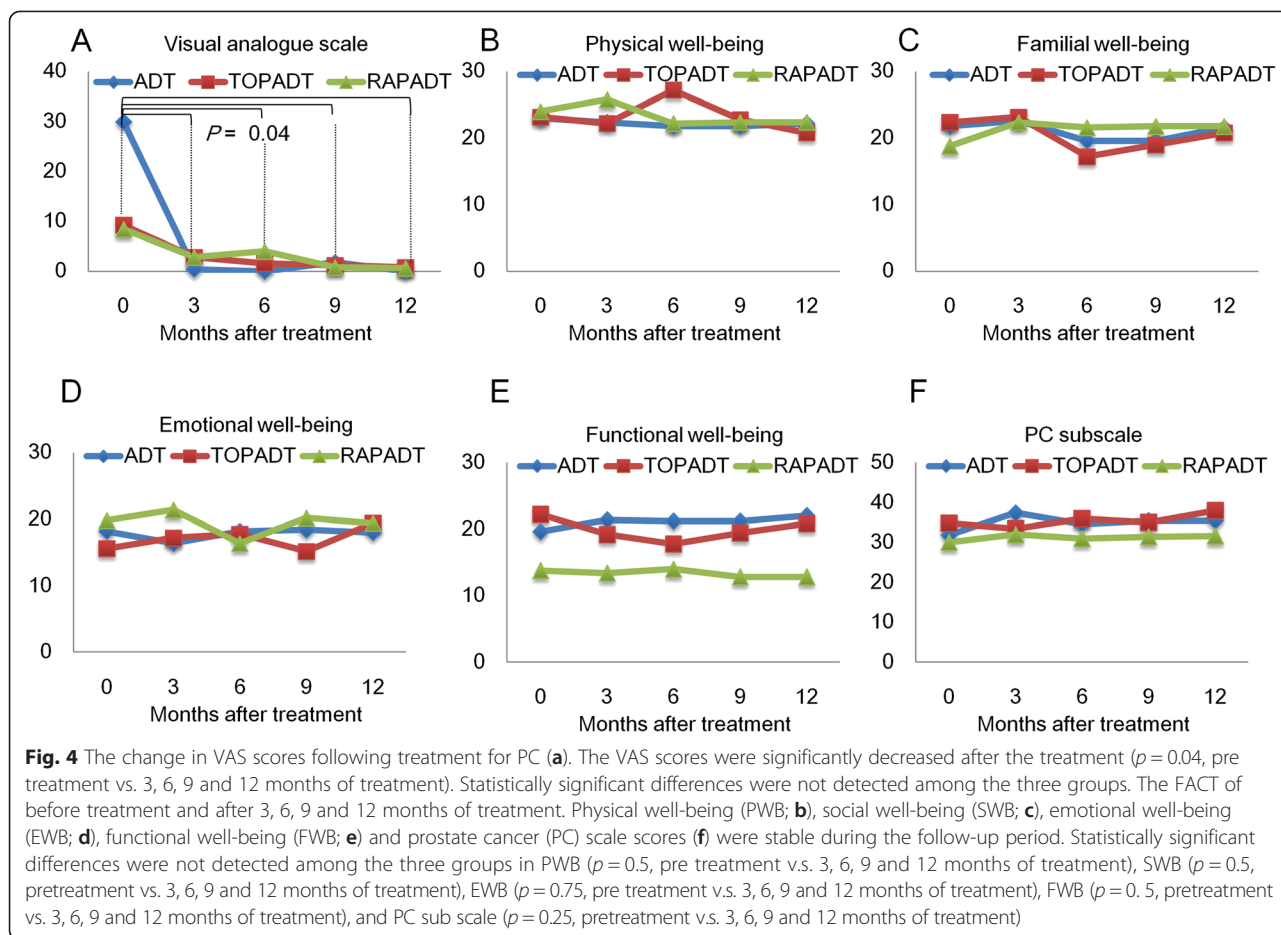 A
Visual analogue scale
ADT TOPADT RAPADT
40
30
20
10
0
P = 0.04
0 3 6 9 12
Months after treatment
B
Physical well-being
ADT TOPADT RAPADT
30
20
10
0
0 3 6 9 12
Months after treatment
C
Familial well-being
ADT TOPADT RAPADT
30
20
10
0
0 3 6 9 12
Months after treatment
D
Emotional well-being
ADT TOPADT RAPADT
30
20
10
0
0 3 6 9 12
Months after treatment
E
Functional well-being
ADT TOPADT RAPADT
30
20
10
0
0 3 6 9 12
Months after treatment
F
PC subscale
ADT TOPADT RAPADT
50
40
30
20
10
0
0 3 6 9 12
Months after treatment
Fig. 4 The change in VAS scores following treatment for PC (a). The VAS scores were significantly decreased after the treatment (p = 0.04, pre
treatment vs. 3, 6, 9 and 12 months of treatment). Statistically significant differences were not detected among the three groups. The FACT of
before treatment and after 3, 6, 9 and 12 months of treatment. Physical well-being (PWB; b), social well-being (SWB; c), emotional well-being
(EWB; d), functional well-being (FWB; e) and prostate cancer (PC) scale scores (f) were stable during the follow-up period. Statistically significant
differences were not detected among the three groups in PWB (p = 0.5, pre treatment v.s. 3, 6, 9 and 12 months of treatment), SWB (p = 0.5,
pretreatment vs. 3, 6, 9 and 12 months of treatment), EWB (p = 0.75, pre treatment v.s. 3, 6, 9 and 12 months of treatment), FWB (p = 0. 5, pretreatment
vs. 3, 6, 9 and 12 months of treatment), and PC sub scale (p = 0.25, pretreatment v.s. 3, 6, 9 and 12 months of treatment)